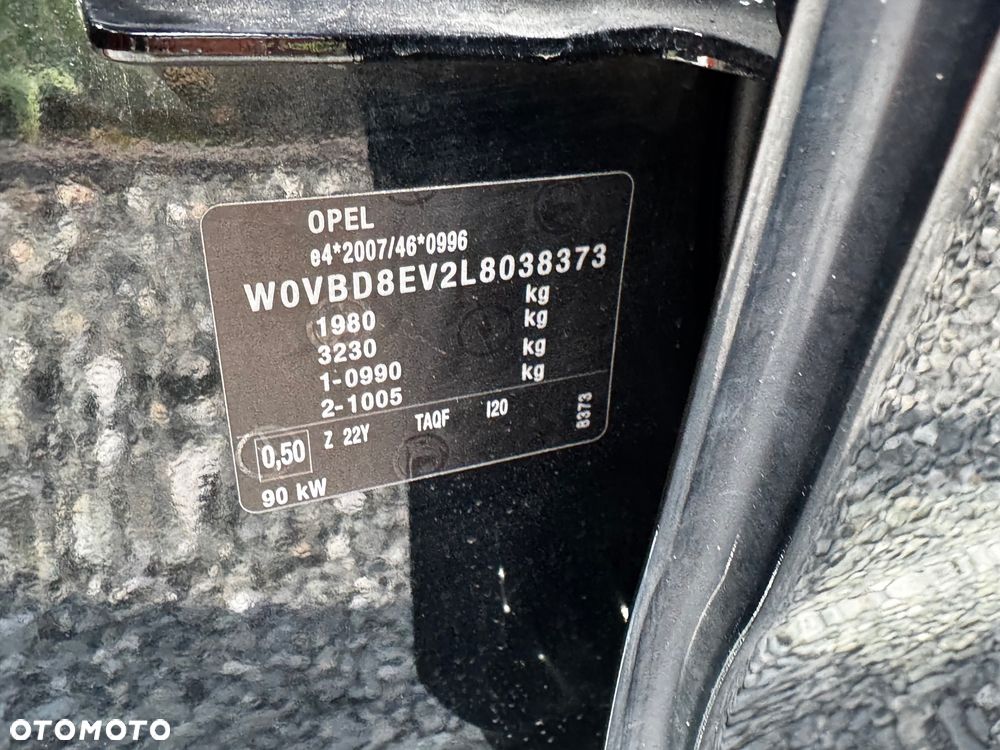 OPEL
e4*2007/46*0996
W0VBD8EV2L8038373
1980 kg
3230 kg
1-0990 kg
2-1005 kg
0,50 Z 22Y TAQF I20
8373
90 kW
OTOMOTO